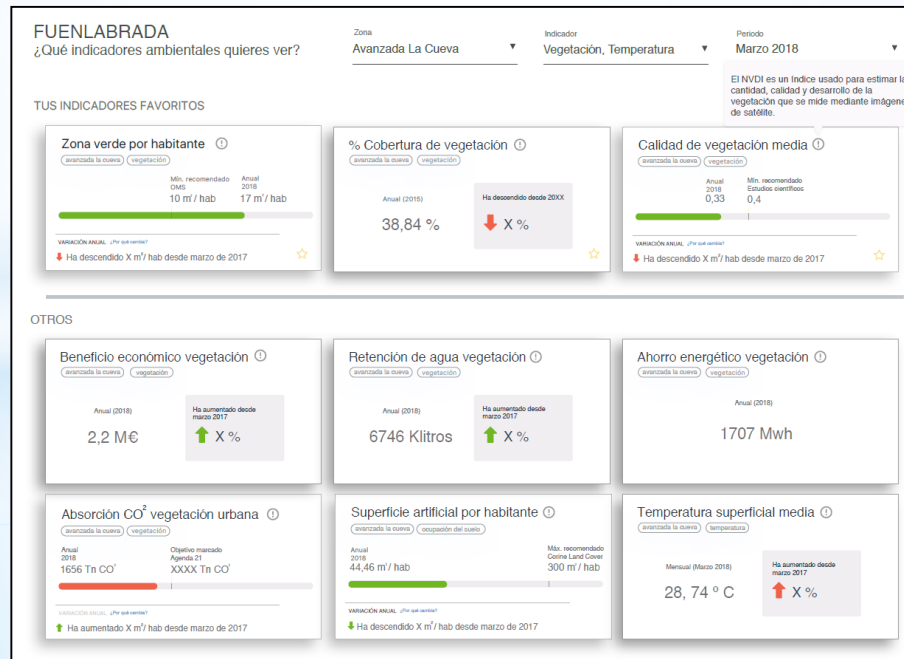 FUENLABRADA
¿Qué indicadores ambientales quieres ver?
Zona
Avanzada La Cueva
Indicador
Vegetación, Temperatura
Periodo
Marzo 2018
El NVDI es un Indice usado para estimar la
cantidad, calidad y desarrollo de la
vegetación que se mide mediante imágene
de satélite.
TUS INDICADORES FAVORITOS
Zona verde por habitante
avanzada la cueva vegetación
Mín. recomendado
OMS
10 m²/ hab
Anual
2018
17 m²/ hab
VARIACIÓN ANUAL ¿Por qué cambia?
Ha descendido X m²/ hab desde marzo de 2017
% Cobertura de vegetación
avanzada la cueva vegetación
Anual (2015)
38,84 %
Ha descendido desde 20XX
X %
Calidad de vegetación media
avanzada la cueva vegetación
Anual
2018
0,33
Mín. recomendado
Estudios científicos
0,4
VARIACIÓN ANUAL ¿Por qué cambia?
Ha descendido X m²/ hab desde marzo de 2017
OTROS
Beneficio económico vegetación
avanzada la cueva vegetación
Anual (2018)
2,2 M€
Ha aumentado desde
marzo 2017
X %
Retención de agua vegetación
avanzada la cueva vegetación
Anual (2018)
6746 Klitros
Ha aumentado desde
marzo 2017
X %
Ahorro energético vegetación
avanzada la cueva vegetación
Anual (2018)
1707 Mwh
Absorción CO² vegetación urbana
avanzada la cueva vegetación
Anual
2018
1656 Tn CO²
Objetivo marcado
Agenda 21
XXXX Tn CO²
VARIACIÓN ANUAL ¿Por qué cambia?
Ha aumentado X m²/ hab desde marzo de 2017
Superficie artificial por habitante
avanzada la cueva ocupación del suelo
Anual
2018
44,46 m²/ hab
Máx. recomendado
Corine Land Cover
300 m²/ hab
VARIACIÓN ANUAL ¿Por qué cambia?
Ha descendido X m²/ hab desde marzo de 2017
Temperatura superficial media
avanzada la cueva temperatura
Mensual (Marzo 2018)
28, 74 º C
Ha aumentado desde
marzo 2017
X %